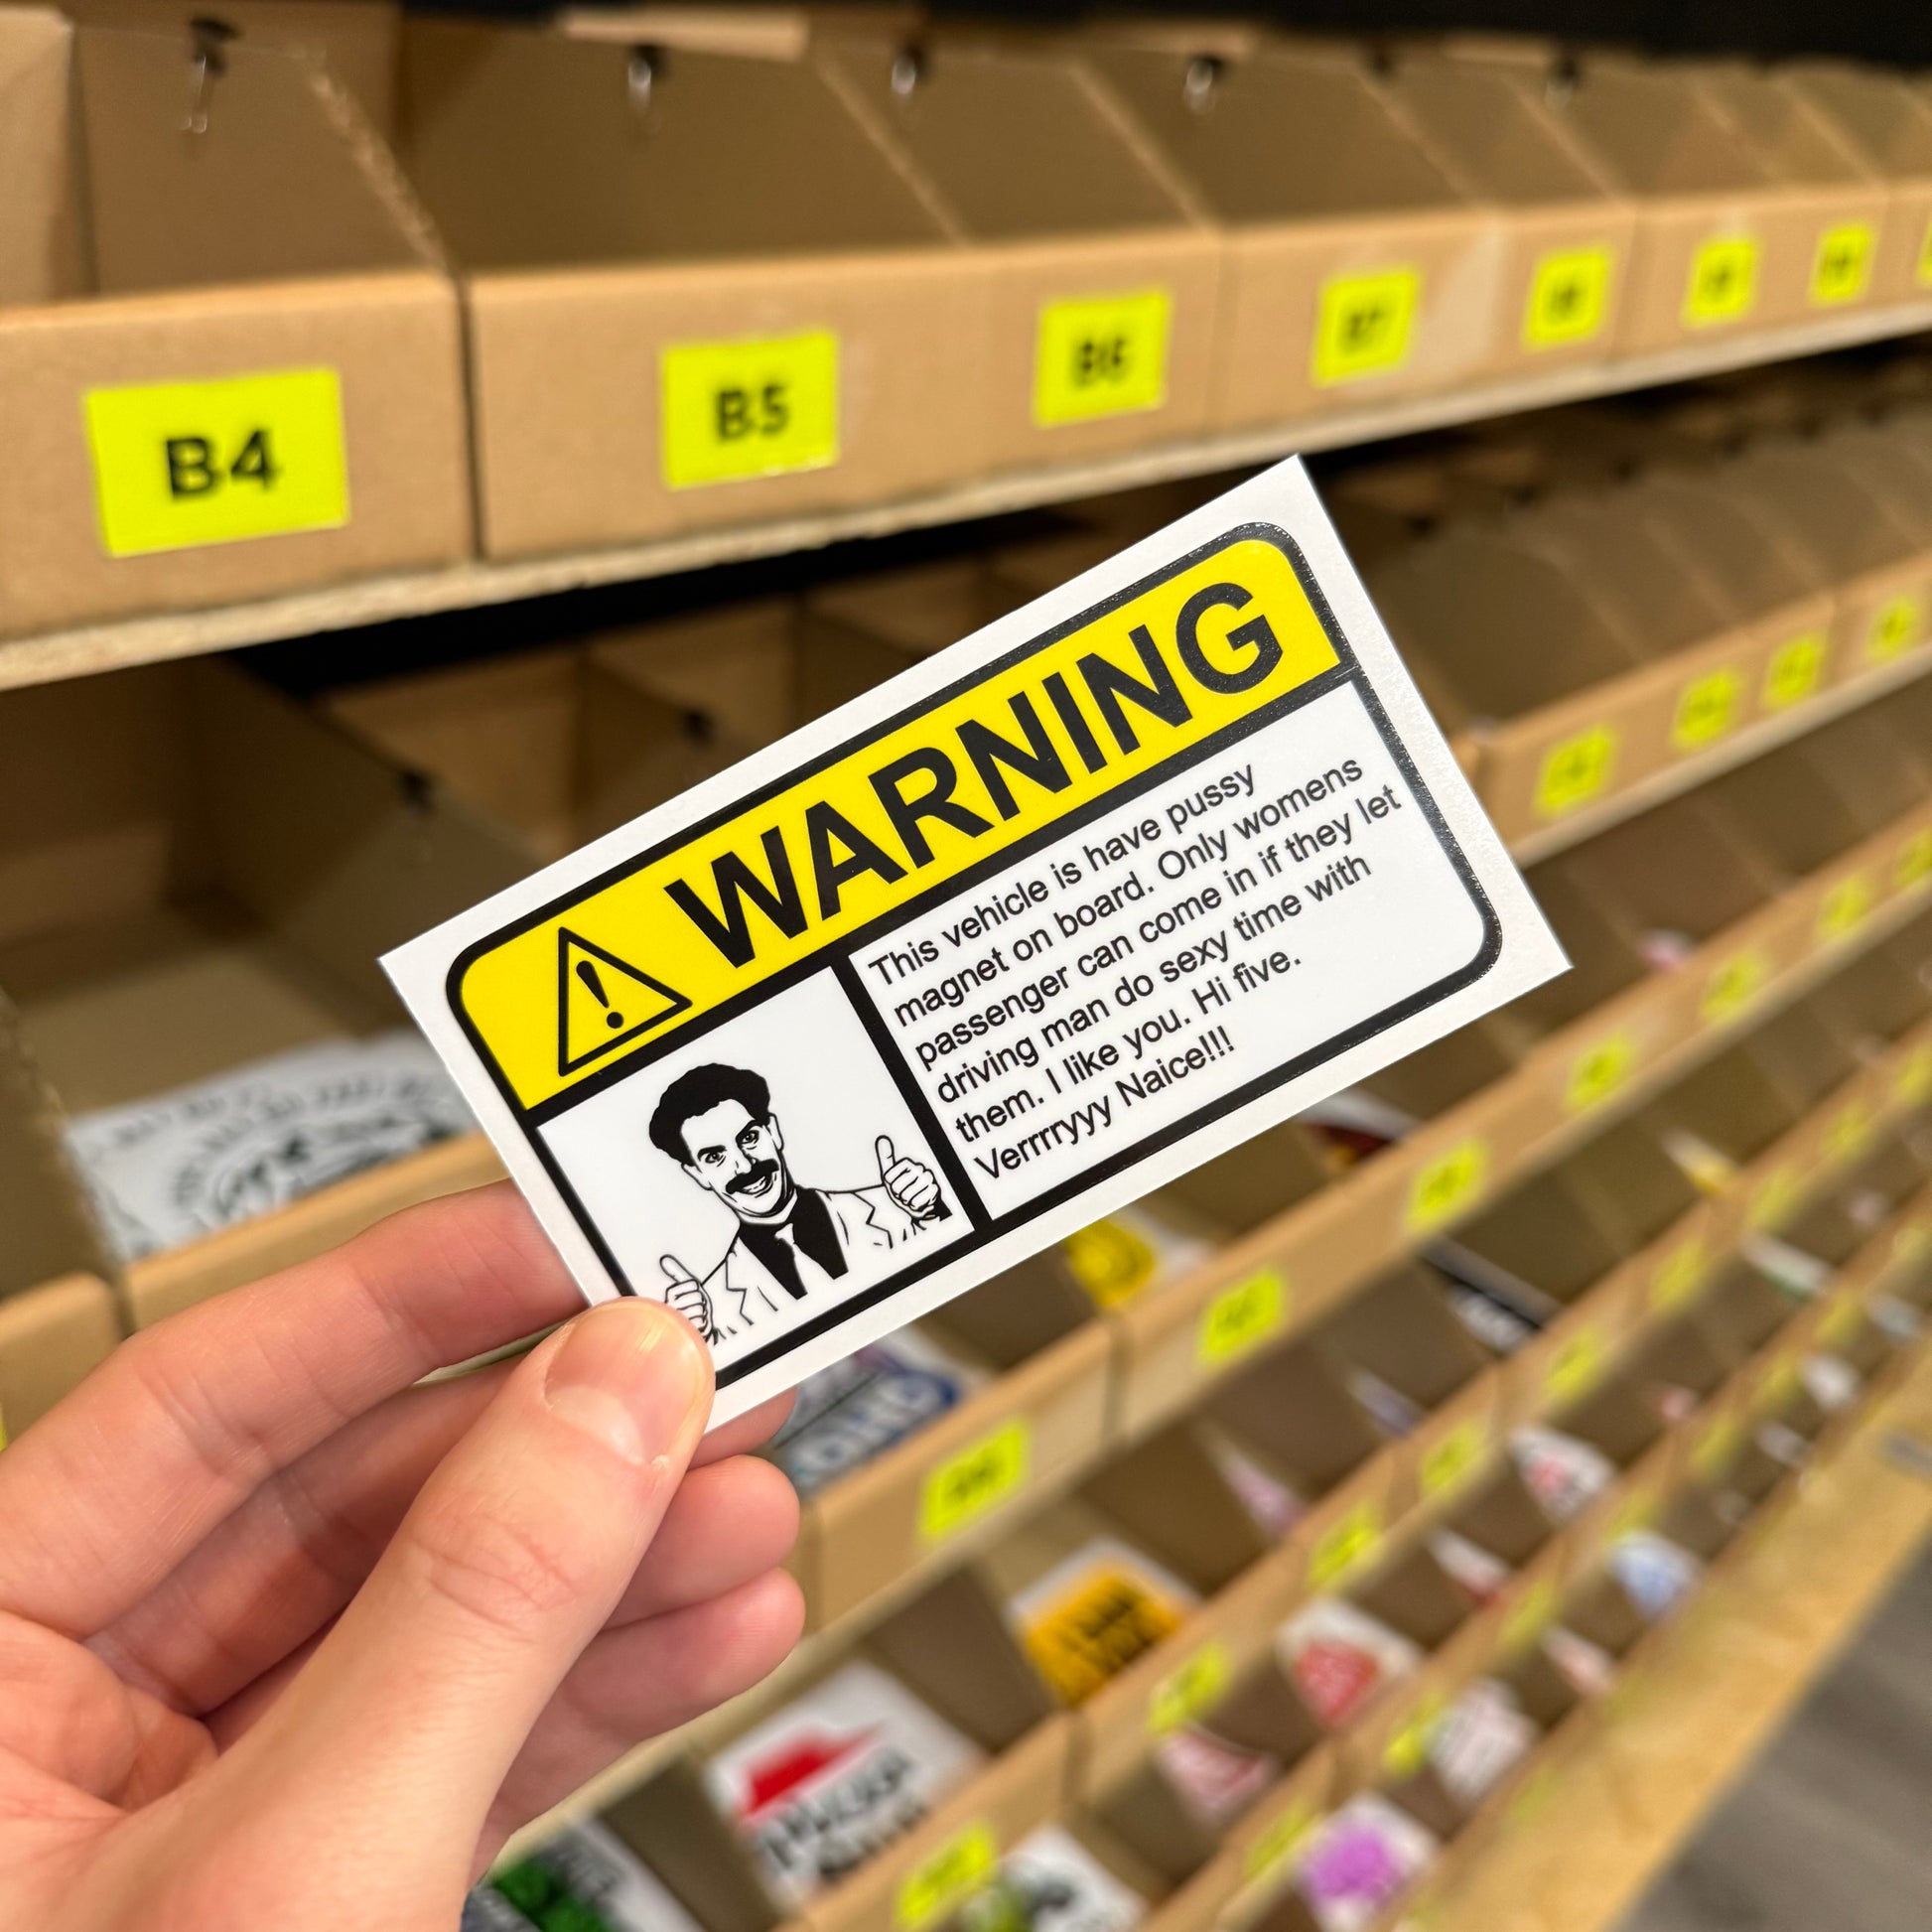 B4
B5
B6
B7
WARNING
This vehicle is have pussy
magnet on board. Only womens
passenger can come in if they let
driving man do sexy time with
them. I like you. Hi five.
Verrrryyy Naice!!!